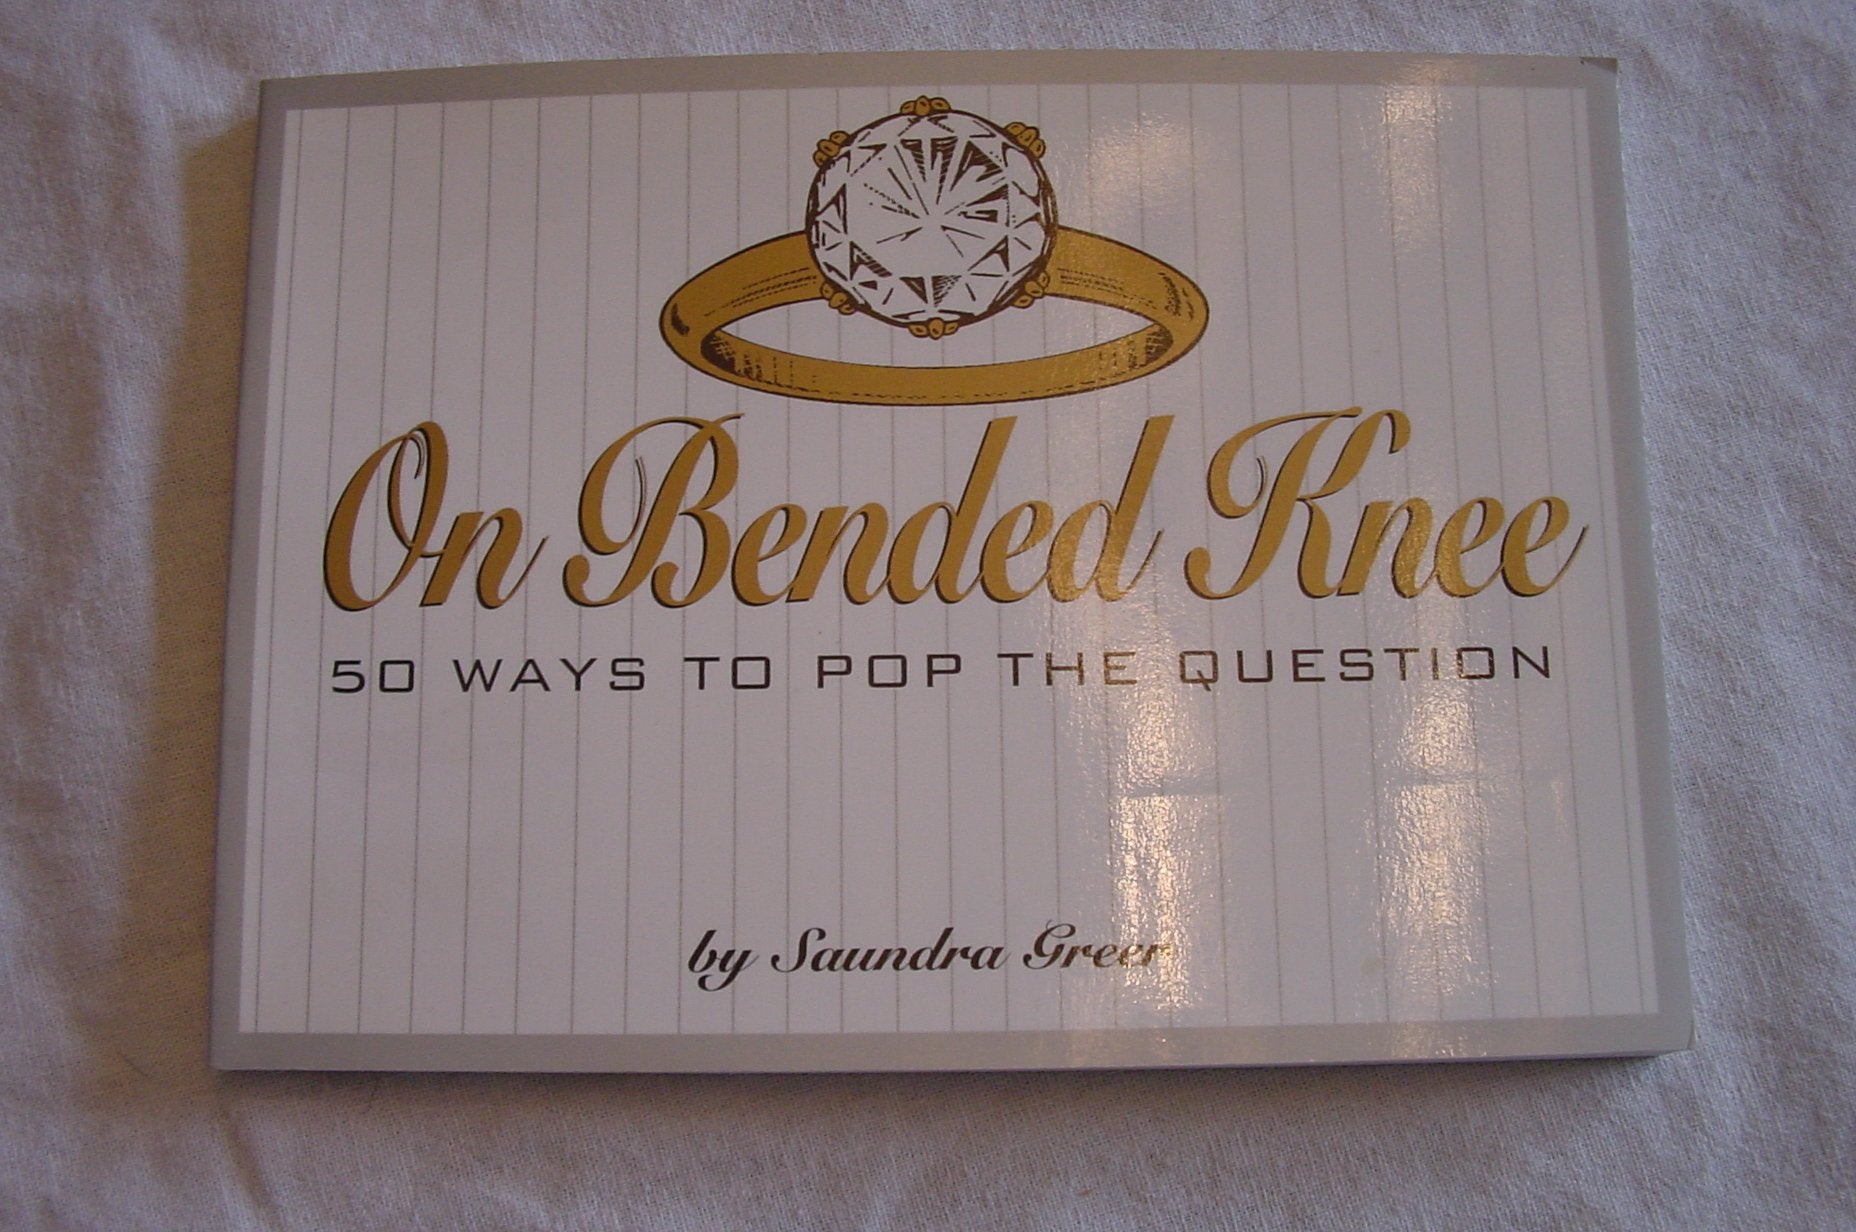 On Bended Knee
50 WAYS TO POP THE QUESTION
by Saundra Greer